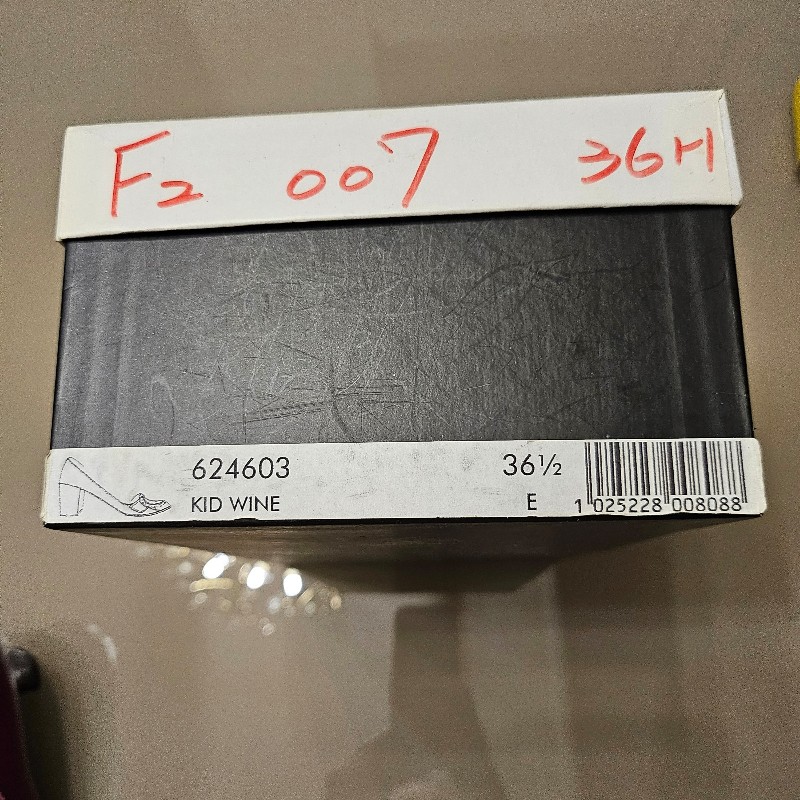 F2 007 36H
624603 36½
KID WINE E 1 025228 008088